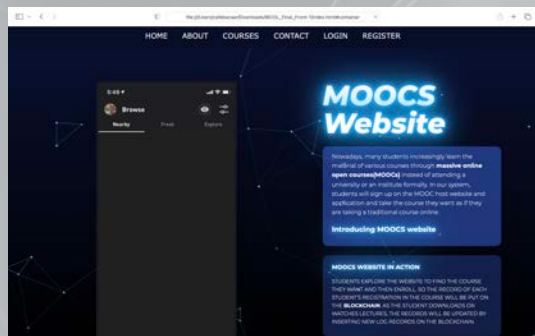 HOME ABOUT COURSES CONTACT LOGIN REGISTER
5:49
Browse
Nearby Explore
MOOCS
Website
Nowadays, many students increasingly learn the
material of various courses through massive online
open courses(MOOCs) instead of attending a
university or an institute formally. In our system,
students will sign up on the MOOC host website and
application and take the course they want as if they
are taking a traditional course online.
Introducing MOOCS website
MOOCS WEBSITE IN ACTION
STUDENTS EXPLORE THE WEBSITE TO FIND THE COURSE
THEY WANT AND THEN ENROLL, SO THE RECORD OF EACH
STUDENT'S REGISTRATION IN THE COURSE WILL BE PUT ON
THE BLOCKCHAIN. AS THE STUDENT DOWNLOADS OR
WATCHES LECTURES, THE RECORDS WILL BE UPDATED BY
INSERTING NEW LOG RECORDS ON THE BLOCKCHAIN.